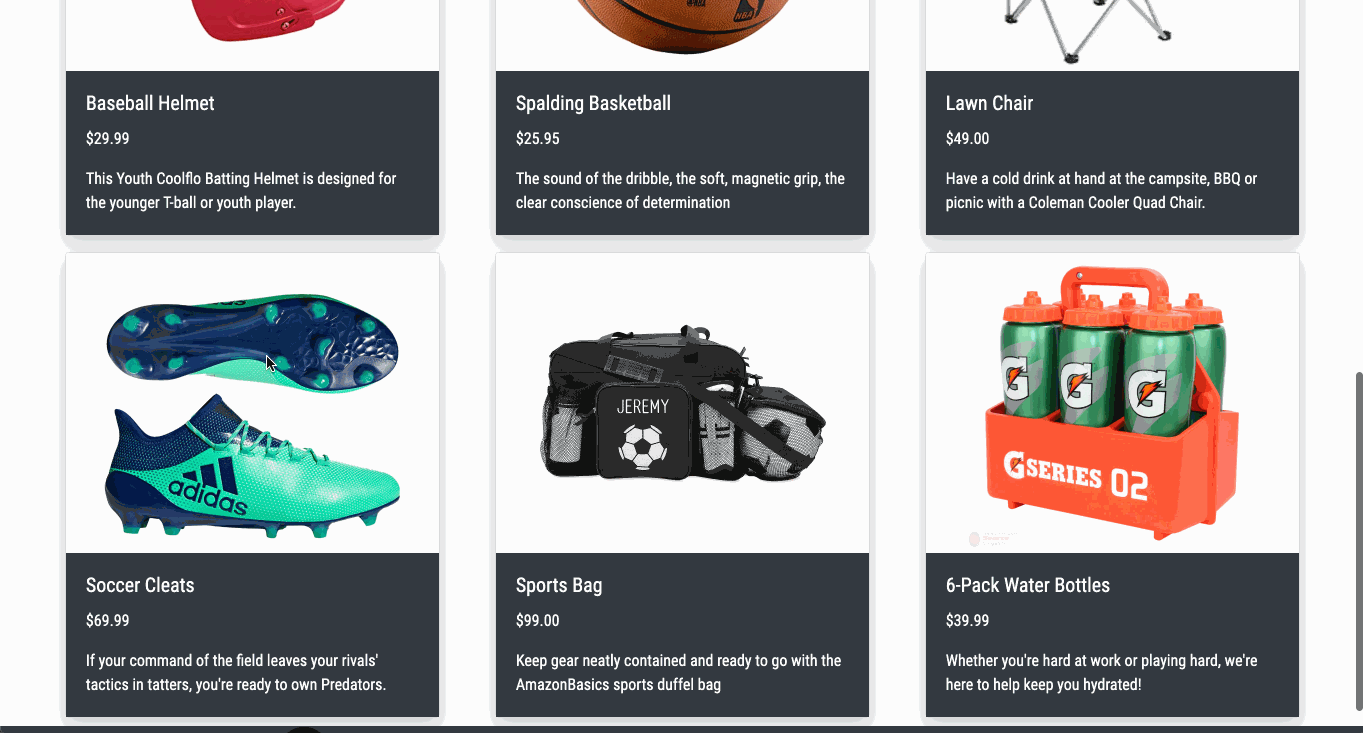 NBA
Baseball Helmet
$29.99
This Youth Coolflo Batting Helmet is designed for
the younger T-ball or youth player.
Spalding Basketball
$25.95
The sound of the dribble, the soft, magnetic grip, the
clear conscience of determination
Lawn Chair
$49.00
Have a cold drink at hand at the campsite, BBQ or
picnic with a Coleman Cooler Quad Chair.
adidas
JEREMY
G
G
G
G SERIES 02
Soccer Cleats
$69.99
If your command of the field leaves your rivals'
tactics in tatters, you're ready to own Predators.
Sports Bag
$99.00
Keep gear neatly contained and ready to go with the
AmazonBasics sports duffel bag
6-Pack Water Bottles
$39.99
Whether you're hard at work or playing hard, we're
here to help keep you hydrated!